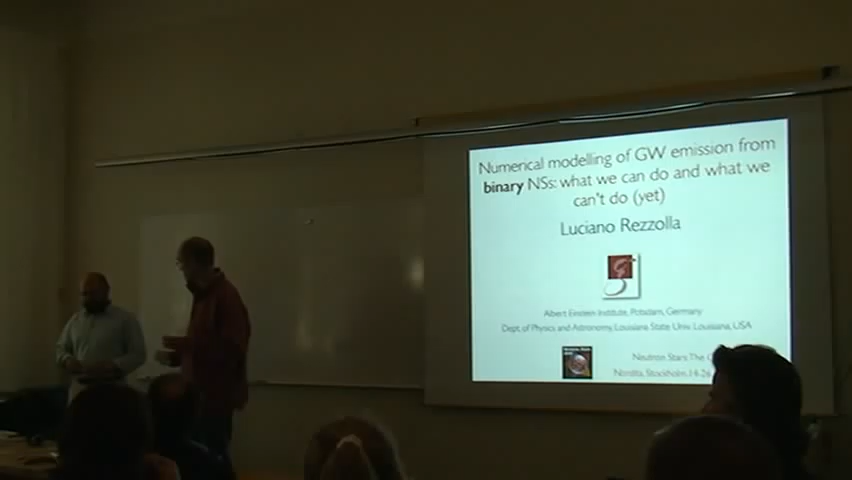 Numerical modelling of GW emission from
binary NSs: what we can do and what we
can't do (yet)
Luciano Rezzolla
Albert Einstein Institute, Potsdam, Germany
Dept. of Physics and Astronomy, Louisiana State Univ. Louisiana, USA
Neutron Stars The
Nordita, Stockholm 14-26